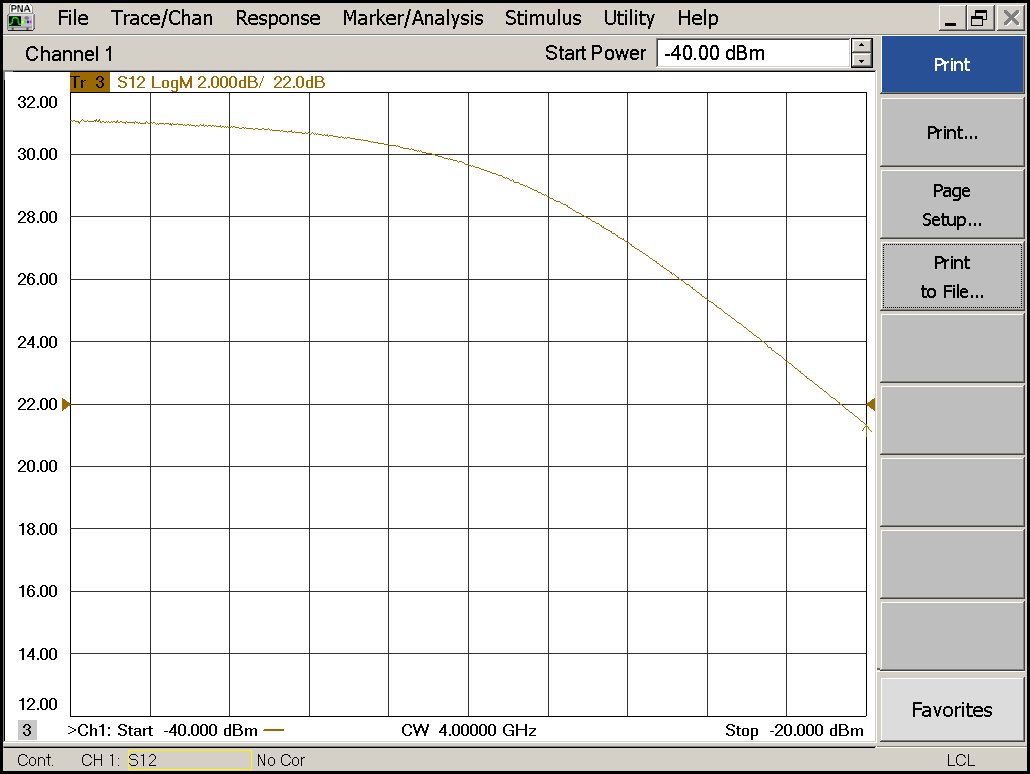 PNA
File Trace/Chan Response Marker/Analysis Stimulus Utility Help
Channel 1 Start Power -40.00 dBm
Print
Print...
Page
Setup...
Print
to File...
Favorites
Tr 3 S12 LogM 2.000dB/ 22.0dB
32.00
30.00
28.00
26.00
24.00
22.00
20.00
18.00
16.00
14.00
12.00
3 >Ch1: Start -40.000 dBm CW 4.00000 GHz Stop -20.000 dBm
Cont. CH 1: S12 No Cor LCL